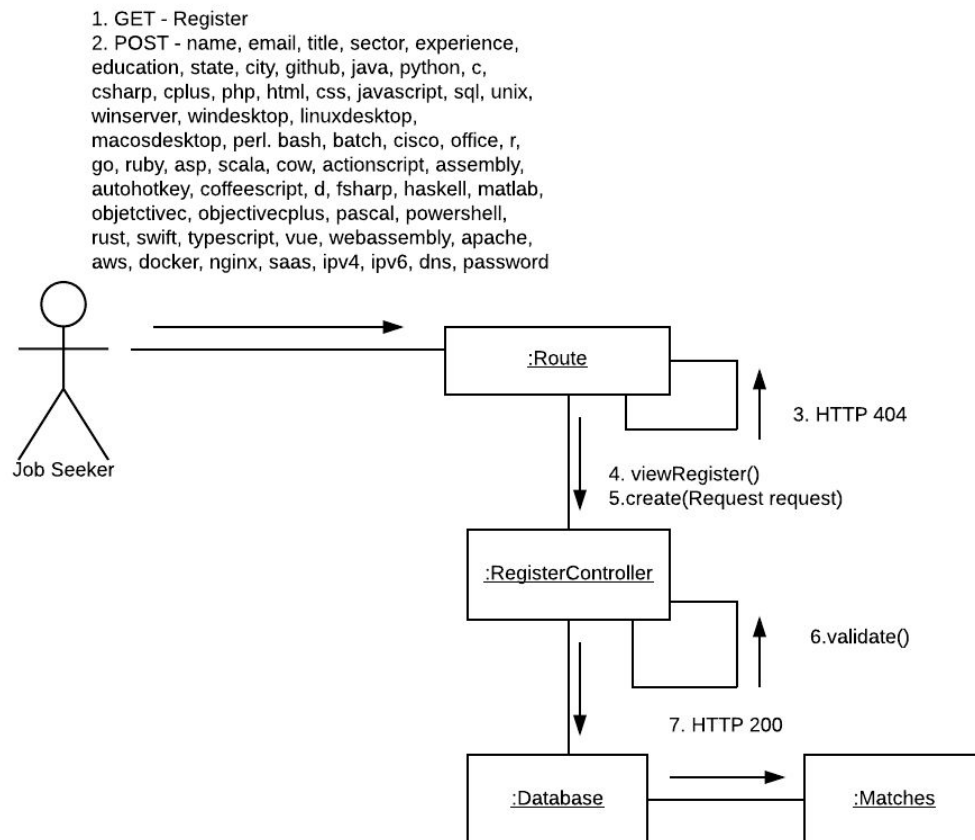 1. GET - Register
2. POST - name, email, title, sector, experience,
education, state, city, github, java, python, c,
csharp, cplus, php, html, css, javascript, sql, unix,
winserver, windesktop, linuxdesktop,
macosdesktop, perl. bash, batch, cisco, office, r,
go, ruby, asp, scala, cow, actionscript, assembly,
autohotkey, coffeescript, d, fsharp, haskell, matlab,
objetctivec, objectivecplus, pascal, powershell,
rust, swift, typescript, vue, webassembly, apache,
aws, docker, nginx, saas, ipv4, ipv6, dns, password
:Route
3. HTTP 404
Job Seeker
4. viewRegister()
5.create(Request request)
:RegisterController
6.validate()
7. HTTP 200
:Database
:Matches